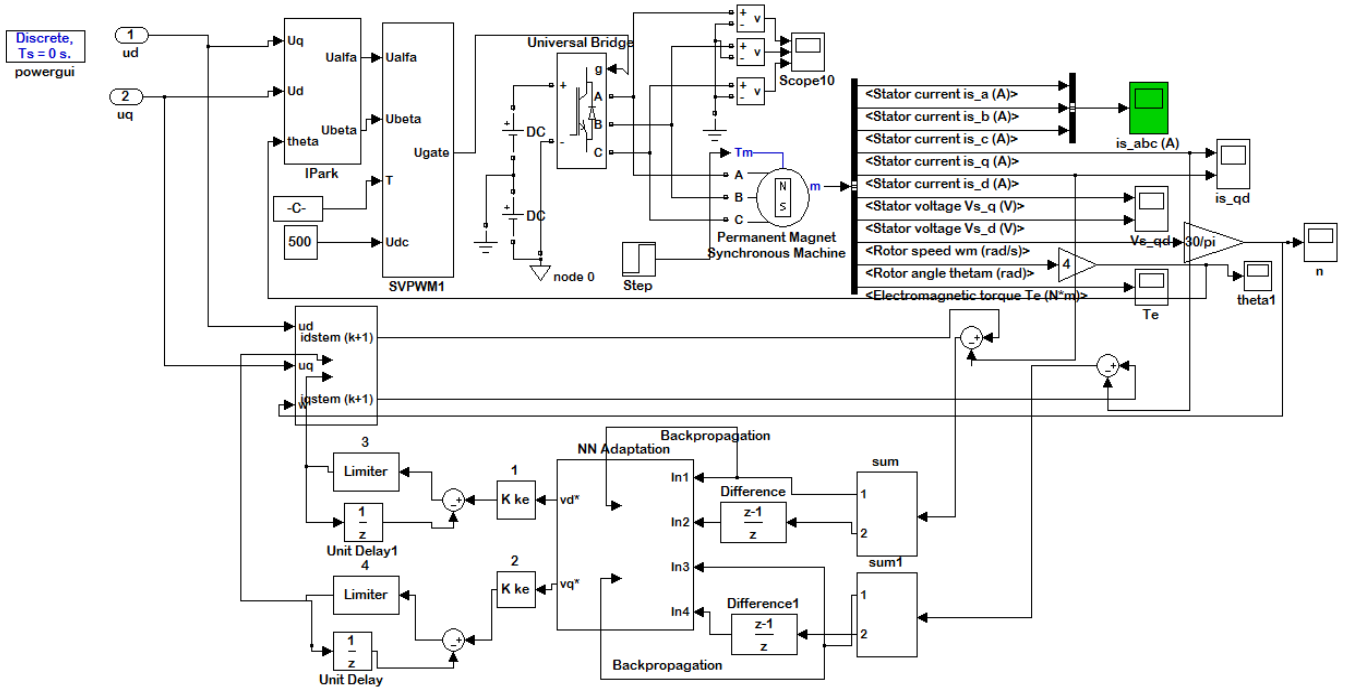 Discrete,
Ts = 0 s.
powergui
1
ud
2
uq
Uq
Ud
theta
Ualfa
Ubeta
IPark
-C-
500
Ualfa
Ubeta
T
Udc
Ugate
SVPWM1
Universal Bridge
g
+
-
A
B
C
+
DC
+
DC
node 0
Step
+
-
v
+
-
v
+
-
v
Scope10
Tm
A
B
C
N
S
m
Permanent Magnet
Synchronous Machine
<Stator current is_a (A)>
<Stator current is_b (A)>
<Stator current is_c (A)>
<Stator current is_q (A)>
<Stator current is_d (A)>
<Stator voltage Vs_q (V)>
<Stator voltage Vs_d (V)>
<Rotor speed wm (rad/s)>
<Rotor angle thetam (rad)>
<Electromagnetic torque Te (N*m)>
is_abc (A)
is_qd
Vs_qd
30/pi
n
4
theta1
Te
ud
idstem (k+1)
uq
iqstem (k+1)
w
-
+
-
+
Backpropagation
NN Adaptation
3
Limiter
1
K ke
vd*
In1
Difference
z-1
z
In2
sum
1
2
-
+
1
z
Unit Delay1
4
Limiter
2
K ke
vq*
In3
sum1
1
2
In4
Difference1
z-1
z
-
+
1
z
Unit Delay
Backpropagation